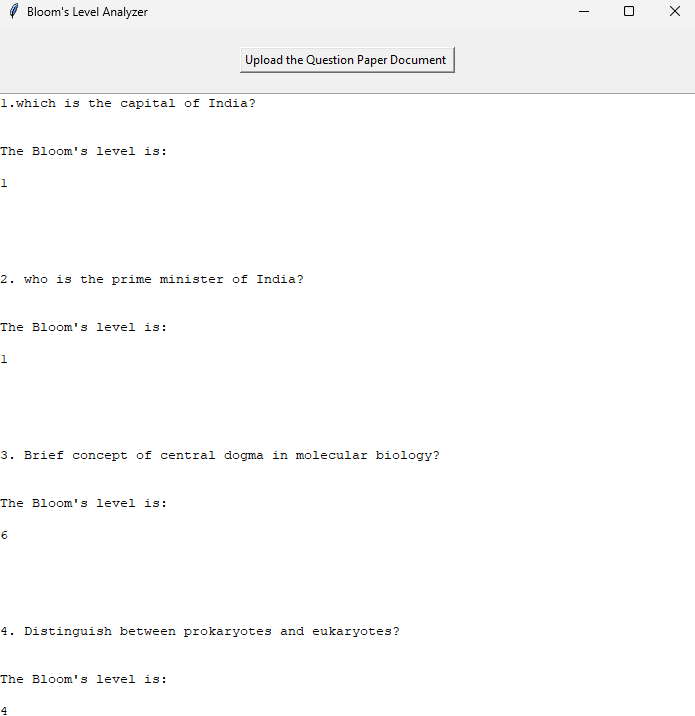 Bloom's Level Analyzer
Upload the Question Paper Document
1.which is the capital of India?
The Bloom's level is:
1
2. who is the prime minister of India?
The Bloom's level is:
1
3. Brief concept of central dogma in molecular biology?
The Bloom's level is:
6
4. Distinguish between prokaryotes and eukaryotes?
The Bloom's level is:
4